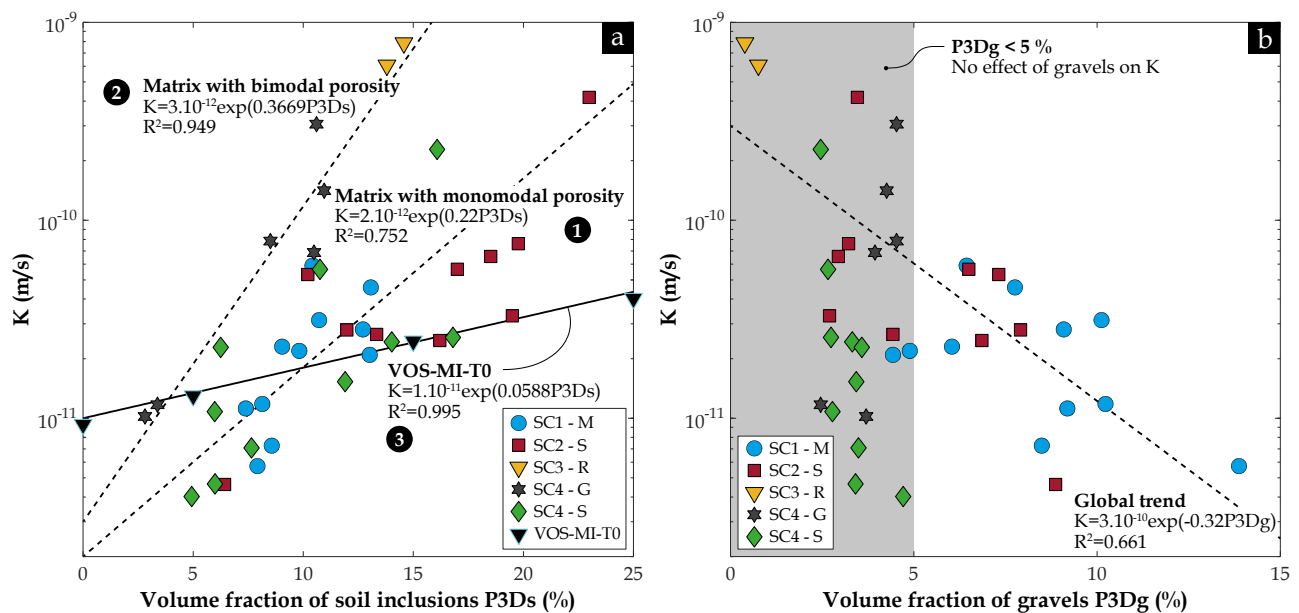 a
K (m/s)
10⁻⁹
10⁻¹⁰
10⁻¹¹
2
Matrix with bimodal porosity
K=3.10⁻¹²exp(0.3669P3Ds)
R²=0.949
Matrix with monomodal porosity
K=2.10⁻¹²exp(0.22P3Ds)
R²=0.752
1
VOS-MI-T0
K=1.10⁻¹¹exp(0.0588P3Ds)
R²=0.995
3
SC1 - M
SC2 - S
SC3 - R
SC4 - G
SC4 - S
VOS-MI-T0
0 5 10 15 20 25
Volume fraction of soil inclusions P3Ds (%)
b
K (m/s)
10⁻⁹
10⁻¹⁰
10⁻¹¹
P3Dg < 5 %
No effect of gravels on K
SC1 - M
SC2 - S
SC3 - R
SC4 - G
SC4 - S
Global trend
K=3.10⁻¹⁰exp(-0.32P3Dg)
R²=0.661
0 5 10 15
Volume fraction of gravels P3Dg (%)